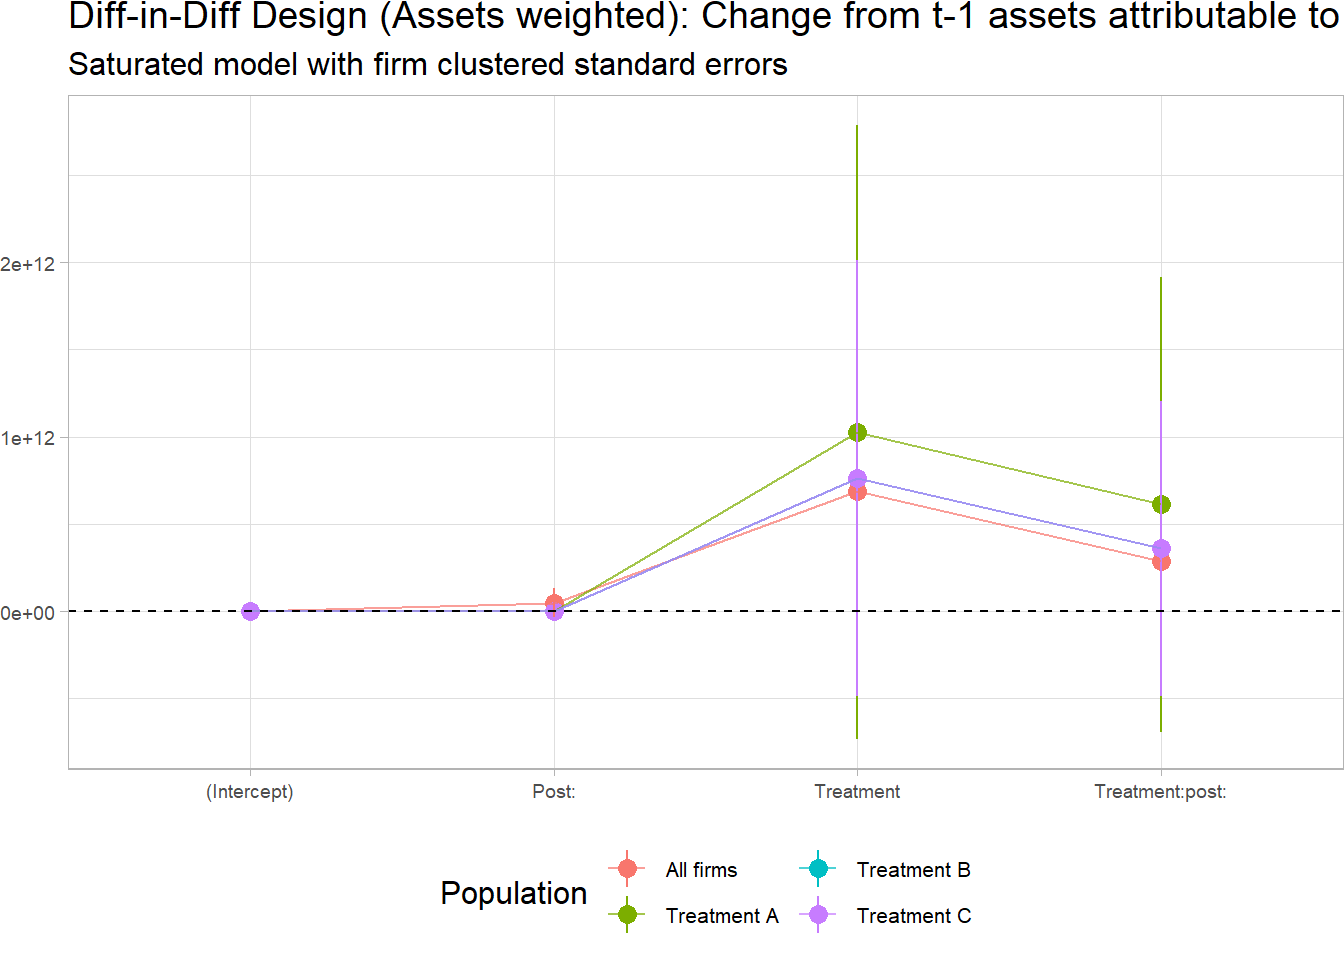 Diff-in-Diff Design (Assets weighted): Change from t-1 assets attributable to
Saturated model with firm clustered standard errors
2e+12
1e+12
0e+00
(Intercept) Post: Treatment Treatment:post:
Population
All firms Treatment B
Treatment A Treatment C